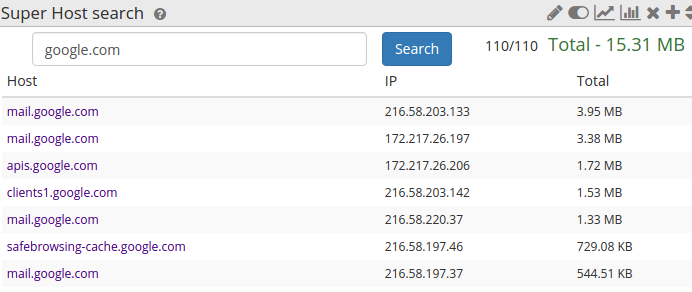 Super Host search
google.com Search 110/110 Total - 15.31 MB
Host IP Total
mail.google.com 216.58.203.133 3.95 MB
mail.google.com 172.217.26.197 3.38 MB
apis.google.com 172.217.26.206 1.72 MB
clients1.google.com 216.58.203.142 1.53 MB
mail.google.com 216.58.220.37 1.33 MB
safebrowsing-cache.google.com 216.58.197.46 729.08 KB
mail.google.com 216.58.197.37 544.51 KB